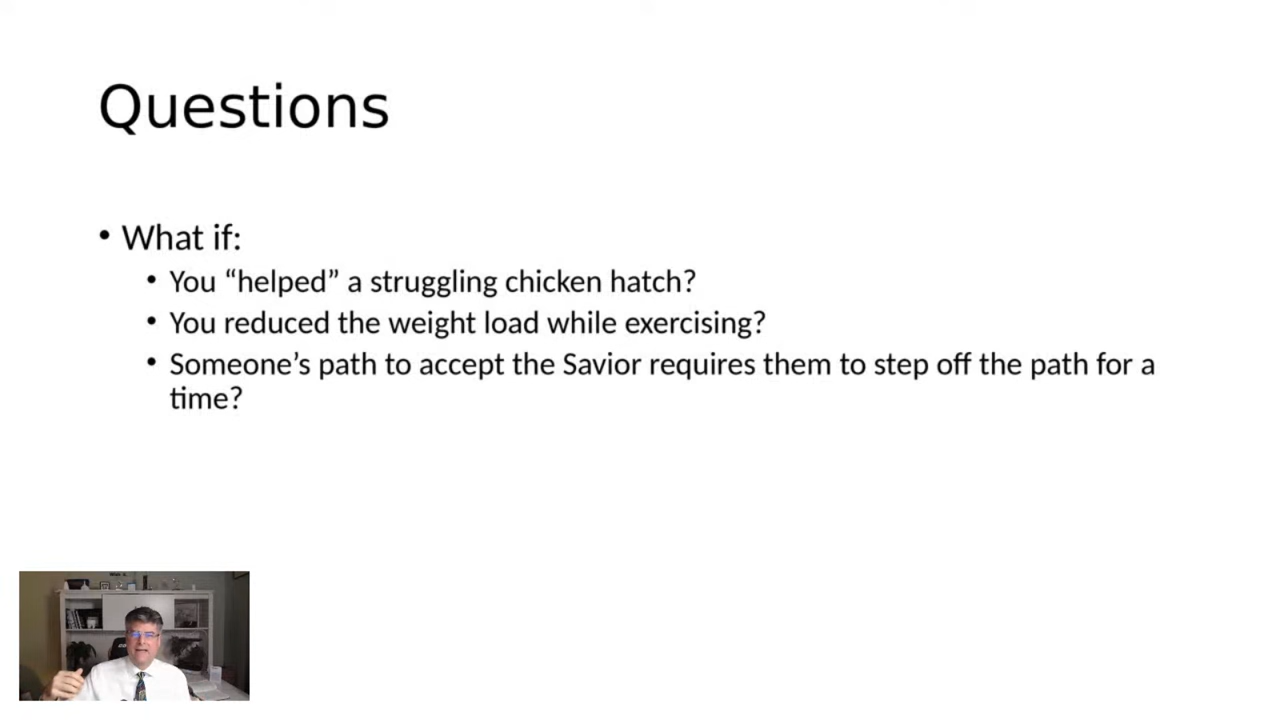 Questions
• What if:
• You “helped” a struggling chicken hatch?
• You reduced the weight load while exercising?
• Someone’s path to accept the Savior requires them to step off the path for a
time?